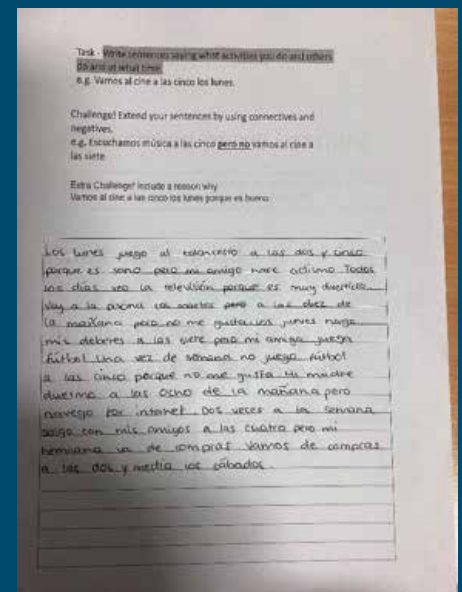 Task - Write sentences saying what activities you do and others
do and at what time.
e.g. Vamos al cine a las cinco los lunes.
Challenge! Extend your sentences by using connectives and
negatives.
e.g. Escuchamos música a las cinco pero no vamos al cine a
las siete
Extra Challenge! Include a reason why
Vamos al cine a las cinco los lunes porque es bueno
Los lunes juego al baloncesto a las dos y
porque es sano pero mi amigo hace ciclismo Todos
los días veo la televisión porque es muy divertido
Voy a la piscina los martes pero a las diez de
la mañana pero no me gusta Los jueves hago
mis deberes a las siete pero mi amiga juega
fútbol Una vez de semana no juego fútbol
a las cinco porque no me gusta Mi madre
duerme a las ocho de la mañana pero
navego por internet Dos veces a la semana
salgo con mis amigos a las cuatro pero mi
hermana va de compras Vamos de compras
a las dos y media los sábados.